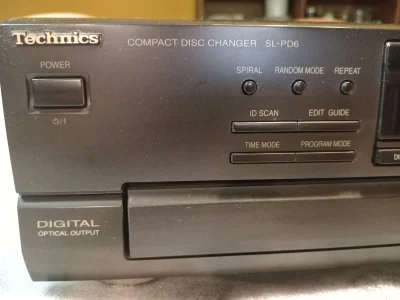 Technics COMPACT DISC CHANGER SL-PD6
POWER
SPIRAL RANDOM MODE REPEAT
ID SCAN EDIT GUIDE
⏻/I
TIME MODE PROGRAM MODE
DIGITAL
OPTICAL OUTPUT